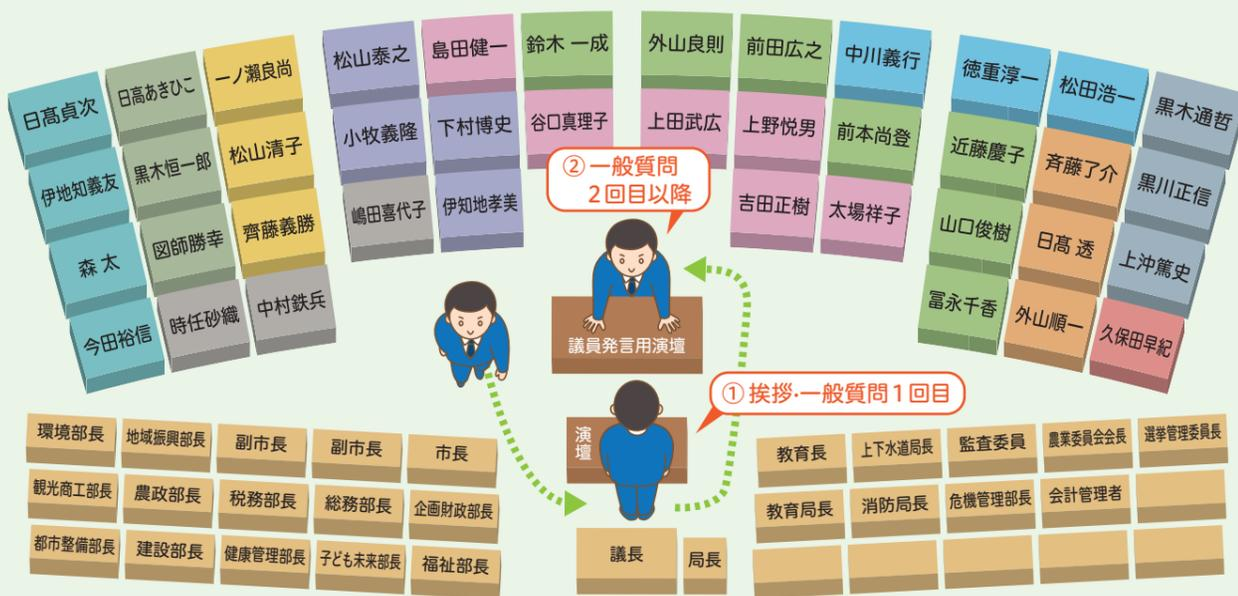 日髙貞次
日高あきひこ
一ノ瀨良尚
伊地知義友
黒木恒一郎
松山清子
森 太
図師勝幸
齊藤義勝
今田裕信
時任砂織
中村鉄兵
松山泰之
島田健一
鈴木 一成
小牧義隆
下村博史
谷口真理子
嶋田喜代子
伊知地孝美
外山良則
前田広之
中川義行
上田武広
上野悦男
前本尚登
吉田正樹
太場祥子
徳重淳一
松田浩一
黒木通哲
近藤慶子
斉藤了介
黒川正信
山口俊樹
日髙 透
上沖篤史
冨永千香
外山順一
久保田早紀
② 一般質問
2回目以降
議員発言用演壇
① 挨拶・一般質問1回目
演壇
環境部長
地域振興部長
副市長
副市長
市長
観光商工部長
農政部長
税務部長
総務部長
企画財政部長
都市整備部長
建設部長
健康管理部長
子ども未来部長
福祉部長
議長
局長
教育長
上下水道局長
監査委員
農業委員会会長
選挙管理委員長
教育局長
消防局長
危機管理部長
会計管理者